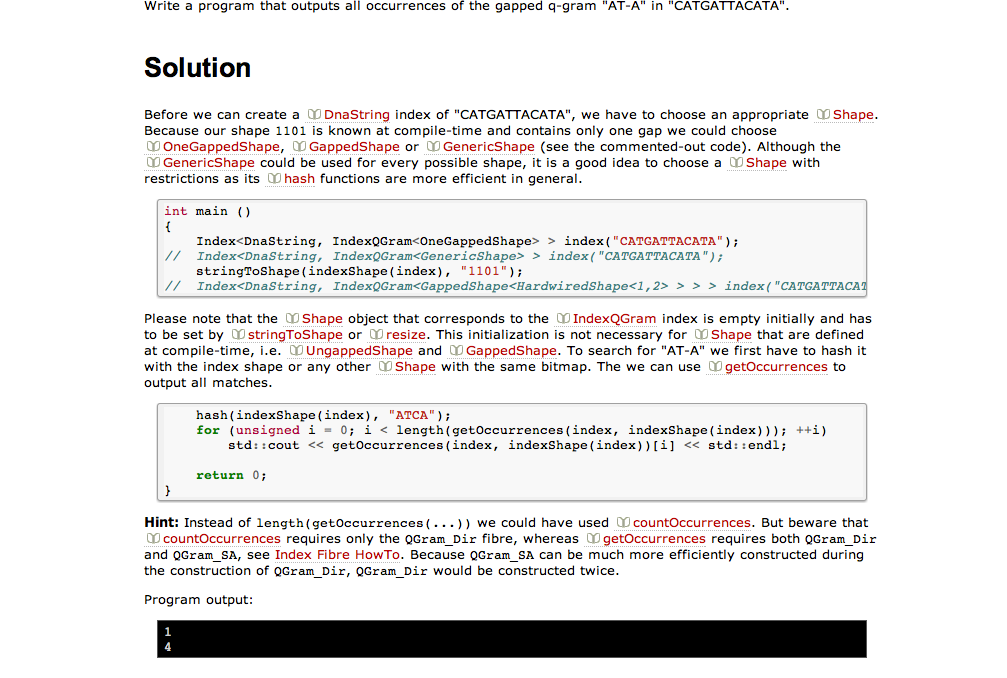 Write a program that outputs all occurrences of the gapped q-gram "AT-A" in "CATGATTACATA".
Solution
Before we can create a DnaString index of "CATGATTACATA", we have to choose an appropriate Shape.
Because our shape 1101 is known at compile-time and contains only one gap we could choose
OneGappedShape, GappedShape or GenericShape (see the commented-out code). Although the
GenericShape could be used for every possible shape, it is a good idea to choose a Shape with
restrictions as its hash functions are more efficient in general.
int main ()
{
    Index<DnaString, IndexQGram<OneGappedShape> > index("CATGATTACATA");
//  Index<DnaString, IndexQGram<GenericShape> > index("CATGATTACATA");
    stringToShape(indexShape(index), "1101");
//  Index<DnaString, IndexQGram<GappedShape<HardwiredShape<1,2> > > > index("CATGATTACAT
Please note that the Shape object that corresponds to the IndexQGram index is empty initially and has
to be set by stringToShape or resize. This initialization is not necessary for Shape that are defined
at compile-time, i.e. UngappedShape and GappedShape. To search for "AT-A" we first have to hash it
with the index shape or any other Shape with the same bitmap. The we can use getOccurrences to
output all matches.
    hash(indexShape(index), "ATCA");
    for (unsigned i = 0; i < length(getOccurrences(index, indexShape(index))); ++i)
        std::cout << getOccurrences(index, indexShape(index))[i] << std::endl;
    return 0;
}
Hint: Instead of length(getOccurrences(...)) we could have used countOccurrences. But beware that
countOccurrences requires only the QGram_Dir fibre, whereas getOccurrences requires both QGram_Dir
and QGram_SA, see Index Fibre HowTo. Because QGram_SA can be much more efficiently constructed during
the construction of QGram_Dir, QGram_Dir would be constructed twice.
Program output:
1
4